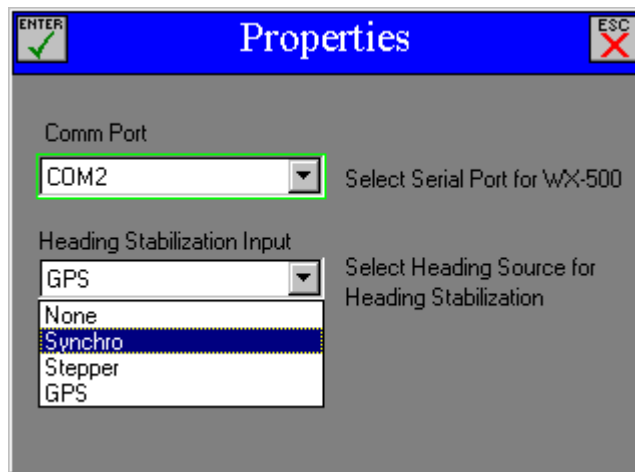 ENTER
Properties
ESC
Comm Port
COM2
Select Serial Port for WX-500
Heading Stabilization Input
GPS
Select Heading Source for
Heading Stabilization
None
Synchro
Stepper
GPS